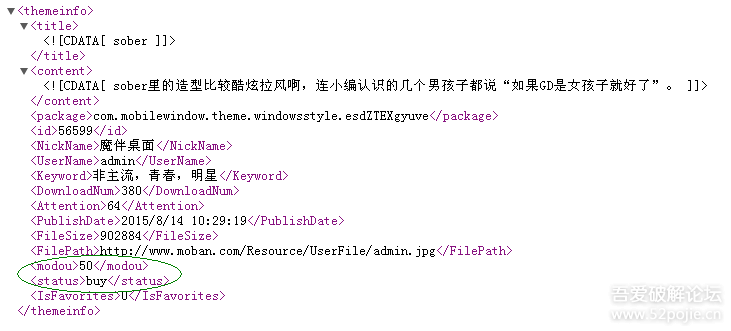 <themeinfo>
<title>
<![CDATA[ sober ]]>
</title>
<content>
<![CDATA[ sober里的造型比较酷炫拉风啊，连小编认识的几个男孩子都说“如果GD是女孩子就好了”。 ]]>
</content>
<package>com.mobilewindow.theme.windowsstyle.esdZTEXgyuve</package>
<id>56599</id>
<NickName>魔伴桌面</NickName>
<UserName>admin</UserName>
<Keyword>非主流，青春，明星</Keyword>
<DownloadNum>380</DownloadNum>
<Attention>64</Attention>
<PublishDate>2015/8/14 10:29:19</PublishDate>
<FileSize>902884</FileSize>
<FilePath>http://www.moban.com/Resource/UserFile/admin.jpg</FilePath>
<modou>50</modou>
<status>buy</status>
<IsFavorites>0</IsFavorites>
</themeinfo>
吾爱破解论坛
www.52pojie.cn